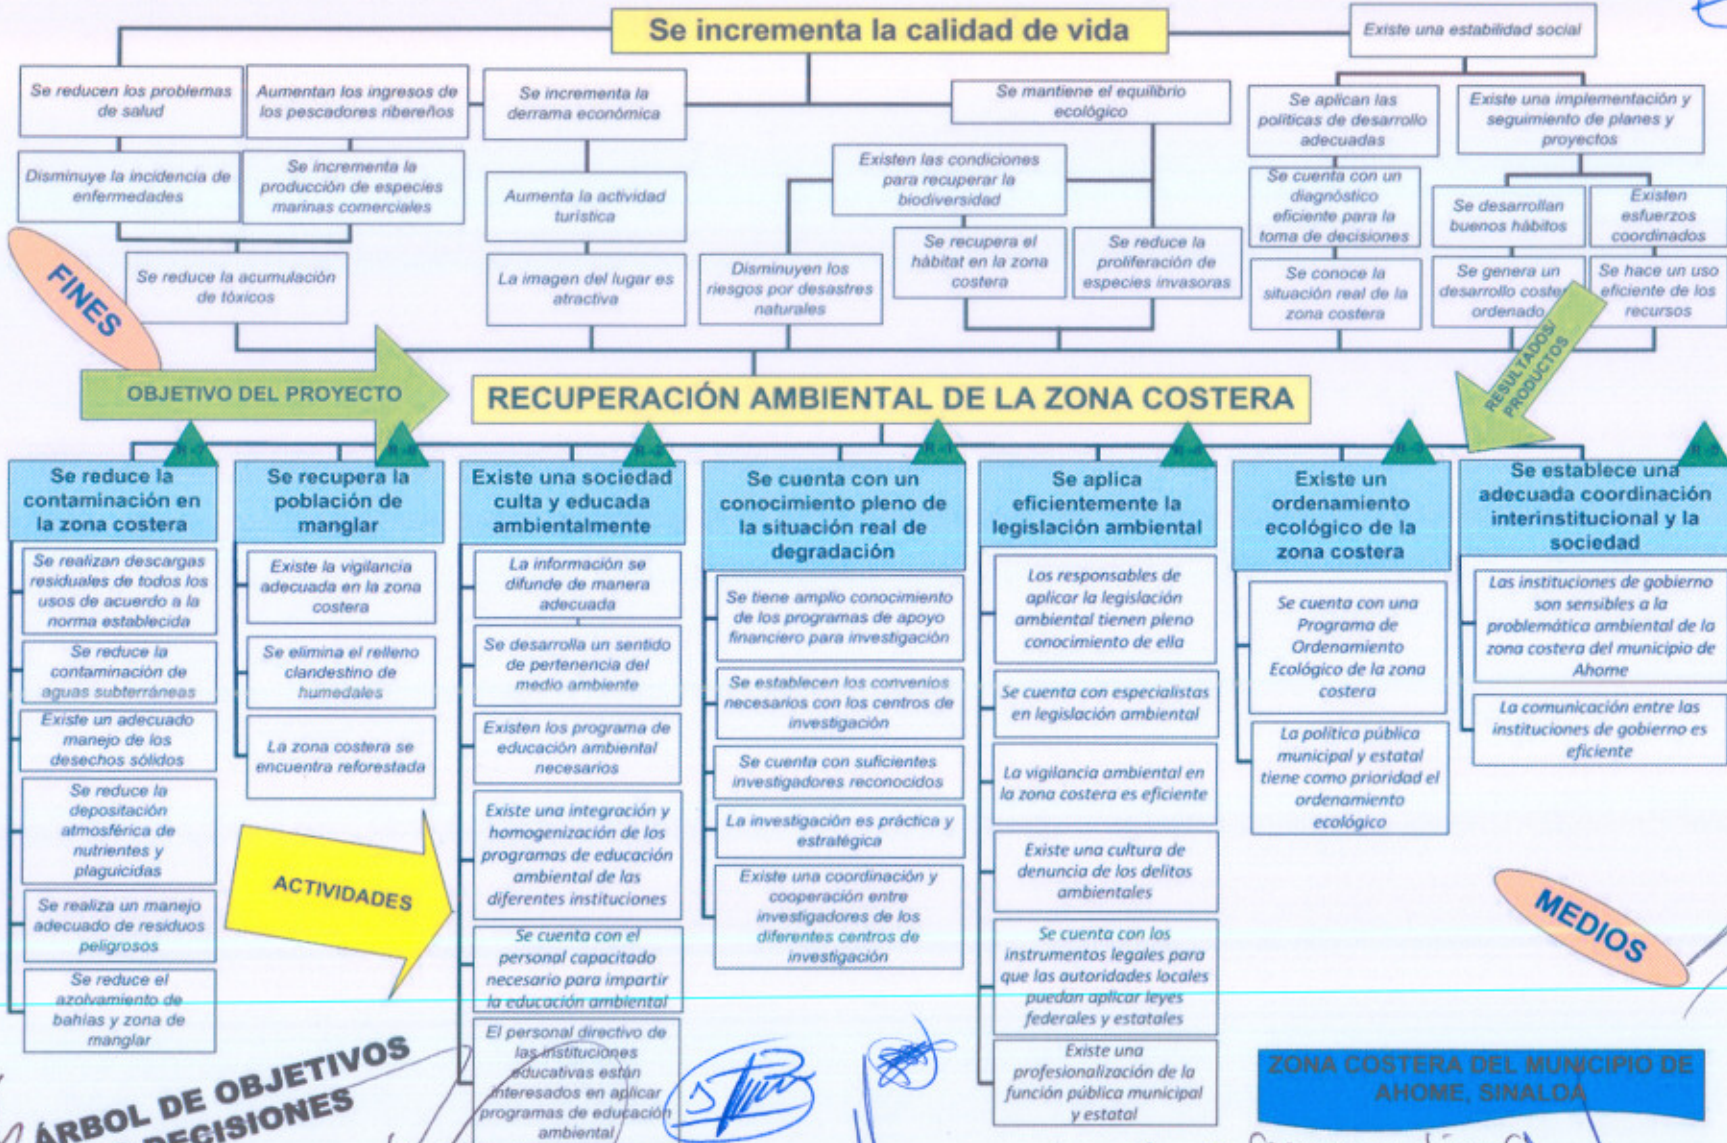 Se incrementa la calidad de vida
Existe una estabilidad social
Se reducen los problemas
de salud
Aumentan los ingresos de
los pescadores ribereños
Se incrementa la
derrama económica
Se mantiene el equilibrio
ecológico
Se aplican las
políticas de desarrollo
adecuadas
Existe una implementación y
seguimiento de planes y
proyectos
Disminuye la incidencia de
enfermedades
Se incrementa la
producción de especies
marinas comerciales
Aumenta la actividad
turística
Existen las condiciones
para recuperar la
biodiversidad
Se cuenta con un
diagnóstico
eficiente para la
toma de decisiones
Se desarrollan
buenos hábitos
Existen
esfuerzos
coordinados
Se reduce la acumulación
de tóxicos
La imagen del lugar es
atractiva
Disminuyen los
riesgos por desastres
naturales
Se recupera el
hábitat en la zona
costera
Se reduce la
proliferación de
especies invasoras
Se conoce la
situación real de la
zona costera
Se genera un
desarrollo coste
ordenado
Se hace un uso
eficiente de los
recursos
FINES
OBJETIVO DEL PROYECTO
RECUPERACIÓN AMBIENTAL DE LA ZONA COSTERA
RESULTADOS/
PRODUCTOS
Se reduce la
contaminación en
la zona costera
Se realizan descargas
residuales de todos los
usos de acuerdo a la
norma establecida
Se reduce la
contaminación de
aguas subterráneas
Existe un adecuado
manejo de los
desechos sólidos
Se reduce la
depositación
atmosférica de
nutrientes y
plaguicidas
Se realiza un manejo
adecuado de residuos
peligrosos
Se reduce el
azolvamiento de
bahías y zona de
manglar
Se recupera la
población de
manglar
Existe la vigilancia
adecuada en la zona
costera
Se elimina el relleno
clandestino de
humedales
La zona costera se
encuentra reforestada
ACTIVIDADES
Existe una sociedad
culta y educada
ambientalmente
La información se
difunde de manera
adecuada
Se desarrolla un sentido
de pertenencia del
medio ambiente
Existen los programa de
educación ambiental
necesarios
Existe una integración y
homogenización de los
programas de educación
ambiental de las
diferentes instituciones
Se cuenta con el
personal capacitado
necesario para impartir
la educación ambiental
El personal directivo de
las instituciones
educativas están
interesados en aplicar
programas de educación
ambiental
Se cuenta con un
conocimiento pleno de
la situación real de
degradación
Se tiene amplio conocimiento
de los programas de apoyo
financiero para investigación
Se establecen los convenios
necesarios con los centros de
investigación
Se cuenta con suficientes
investigadores reconocidos
La investigación es práctica y
estratégica
Existe una coordinación y
cooperación entre
investigadores de los
diferentes centros de
investigación
Se aplica
eficientemente la
legislación ambiental
Los responsables de
aplicar la legislación
ambiental tienen pleno
conocimiento de ella
Se cuenta con especialistas
en legislación ambiental
La vigilancia ambiental en
la zona costera es eficiente
Existe una cultura de
denuncia de los delitos
ambientales
Se cuenta con los
instrumentos legales para
que las autoridades locales
puedan aplicar leyes
federales y estatales
Existe una
profesionalización de la
función pública municipal
y estatal
Existe un
ordenamiento
ecológico de la
zona costera
Se cuenta con una
Programa de
Ordenamiento
Ecológico de la zona
costera
La política pública
municipal y estatal
tiene como prioridad el
ordenamiento
ecológico
Se establece una
adecuada coordinación
interinstitucional y la
sociedad
Las instituciones de gobierno
son sensibles a la
problemática ambiental de la
zona costera del municipio de
Ahome
La comunicación entre las
instituciones de gobierno es
eficiente
MEDIOS
ÁRBOL DE OBJETIVOS
DECISIONES
ZONA COSTERA DEL MUNICIPIO DE
AHOME, SINALOA